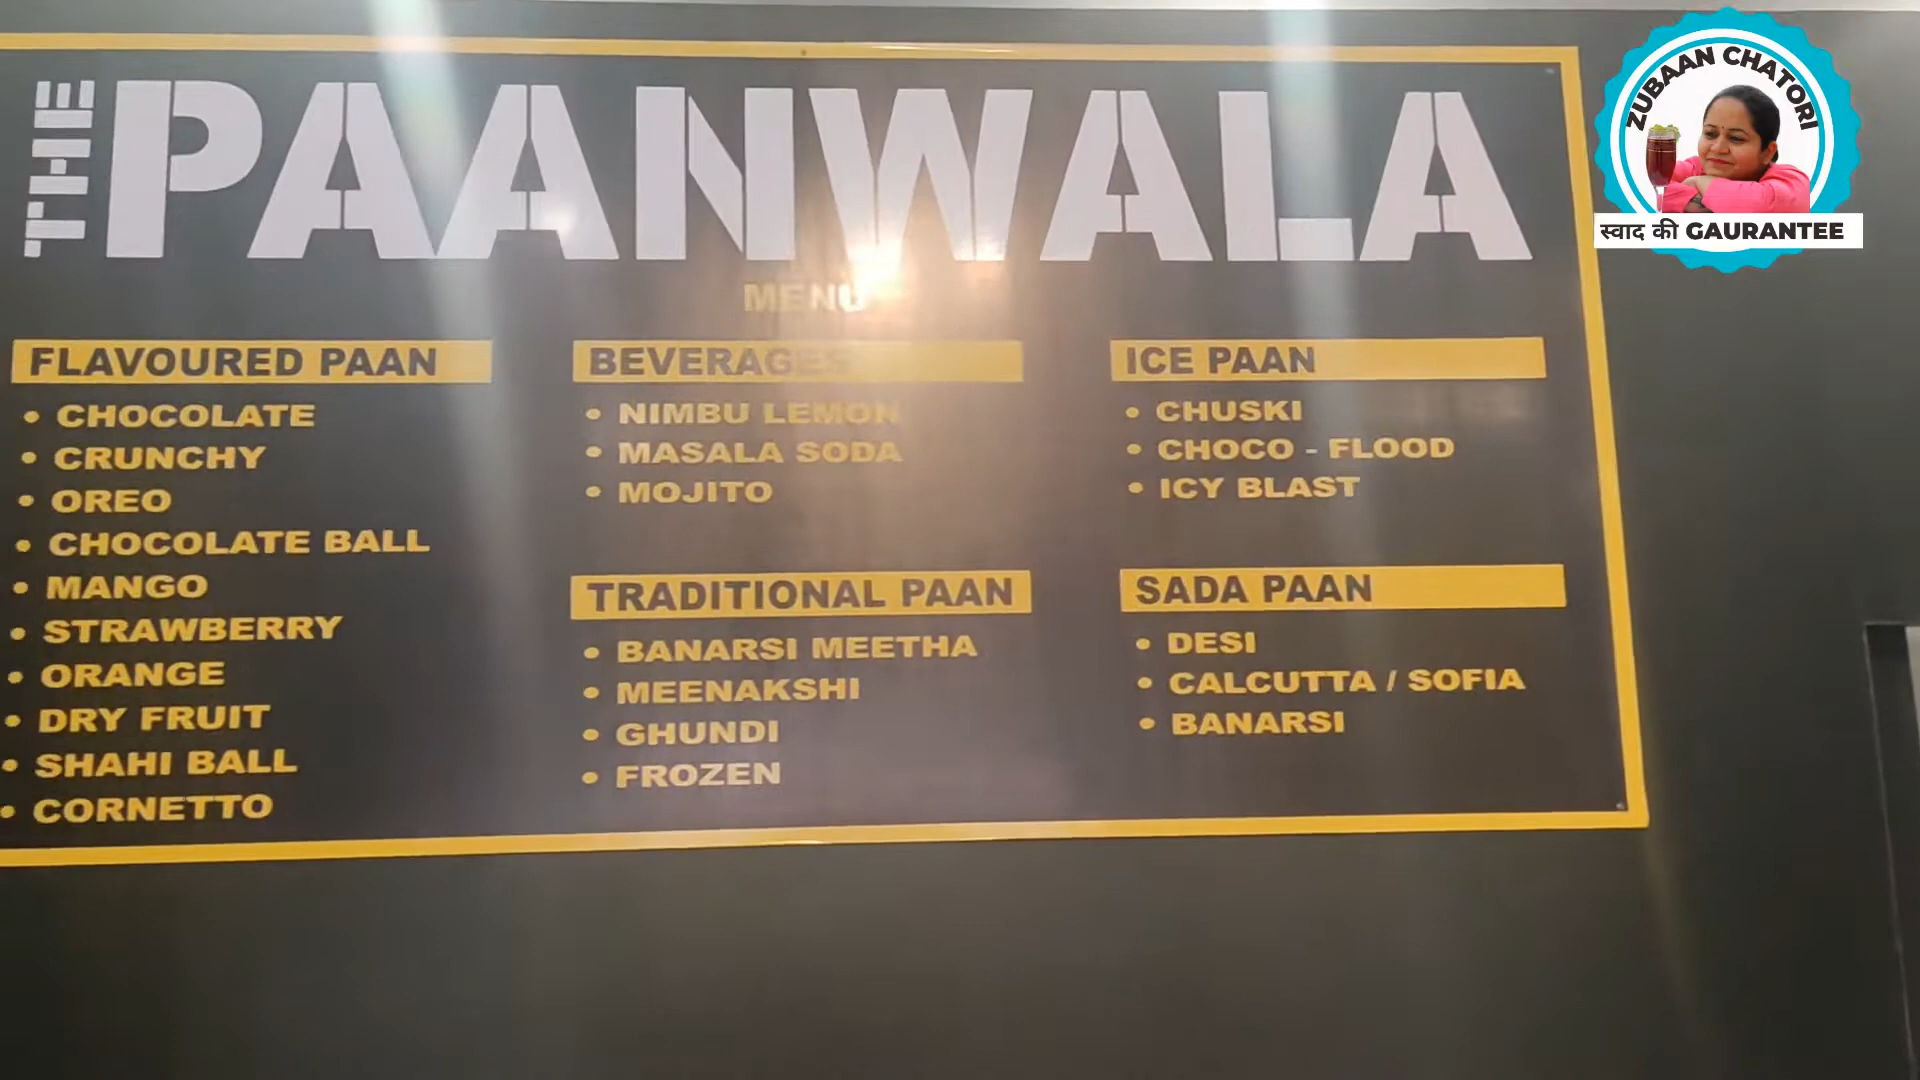 THE PAANWALA
MENU
FLAVOURED PAAN
• CHOCOLATE
• CRUNCHY
• OREO
• CHOCOLATE BALL
• MANGO
• STRAWBERRY
• ORANGE
• DRY FRUIT
• SHAHI BALL
• CORNETTO
BEVERAGES
• NIMBU LEMON
• MASALA SODA
• MOJITO
TRADITIONAL PAAN
• BANARSI MEETHA
• MEENAKSHI
• GHUNDI
• FROZEN
ICE PAAN
• CHUSKI
• CHOCO - FLOOD
• ICY BLAST
SADA PAAN
• DESI
• CALCUTTA / SOFIA
• BANARSI
ZUBAAN CHATORI
स्वाद की GAURANTEE